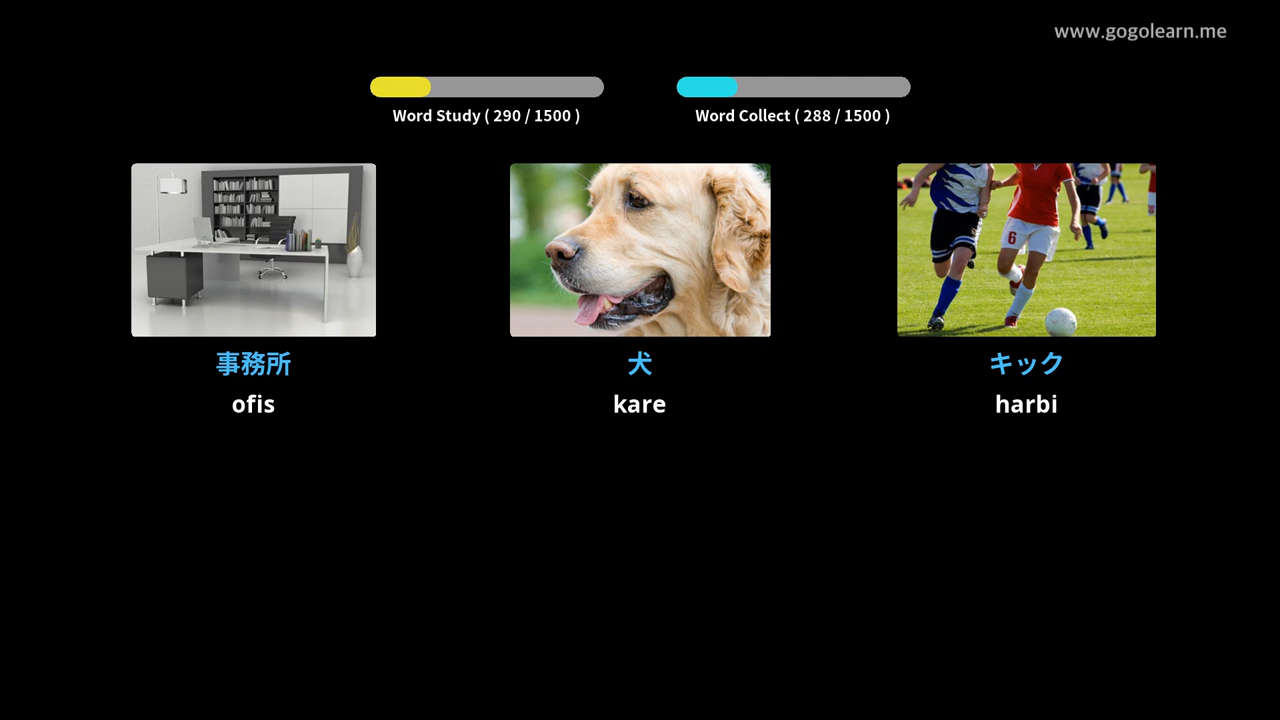 www.gogolearn.me
Word Study ( 290 / 1500 )
Word Collect ( 288 / 1500 )
事務所
犬
キック
ofis
kare
harbi
6